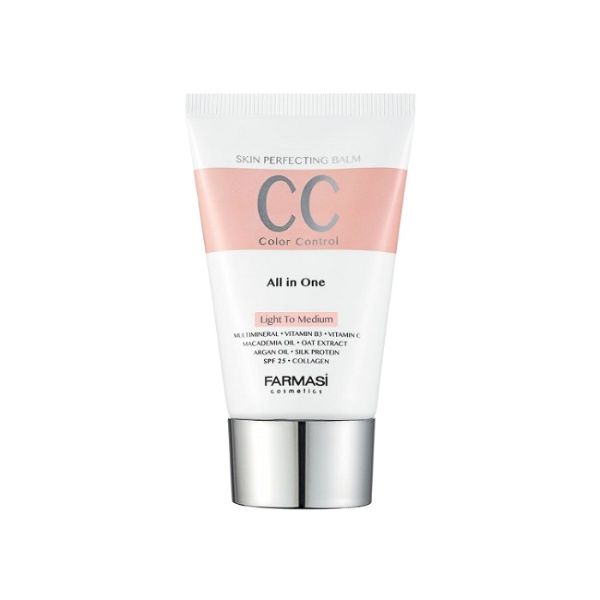 SKIN PERFECTING BALM
CC
Color Control
All in One
Light To Medium
MULTIMINERAL • VITAMIN B3 • VITAMIN C
MACADEMIA OIL • OAT EXTRACT
ARGAN OIL • SILK PROTEIN
SPF 25 • COLLAGEN
FARMASİ
cosmetics